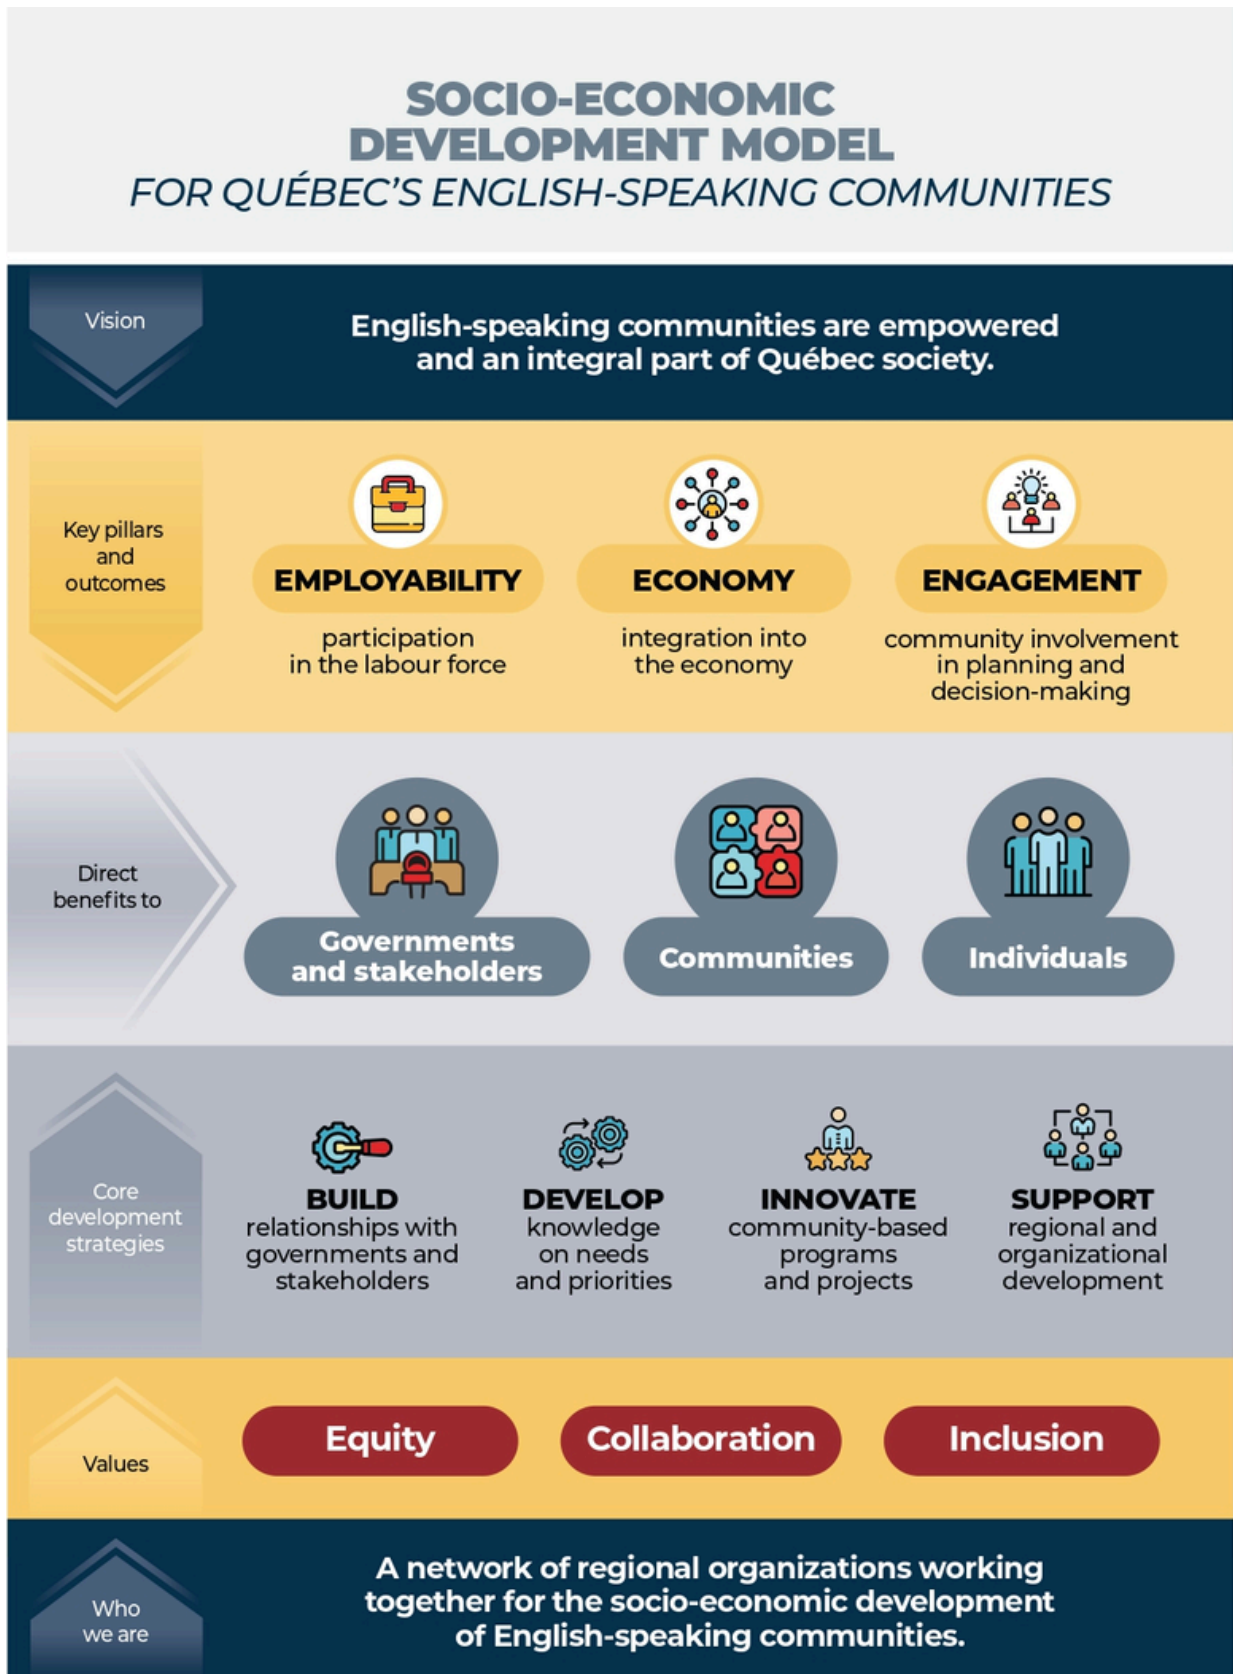 SOCIO-ECONOMIC
DEVELOPMENT MODEL
FOR QUÉBEC'S ENGLISH-SPEAKING COMMUNITIES
Vision
English-speaking communities are empowered
and an integral part of Québec society.
Key pillars
and
outcomes
EMPLOYABILITY
participation
in the labour force
ECONOMY
integration into
the economy
ENGAGEMENT
community involvement
in planning and
decision-making
Direct
benefits to
Governments
and stakeholders
Communities
Individuals
Core
development
strategies
BUILD
relationships with
governments and
stakeholders
DEVELOP
knowledge
on needs
and priorities
INNOVATE
community-based
programs
and projects
SUPPORT
regional and
organizational
development
Values
Equity
Collaboration
Inclusion
Who
we are
A network of regional organizations working
together for the socio-economic development
of English-speaking communities.